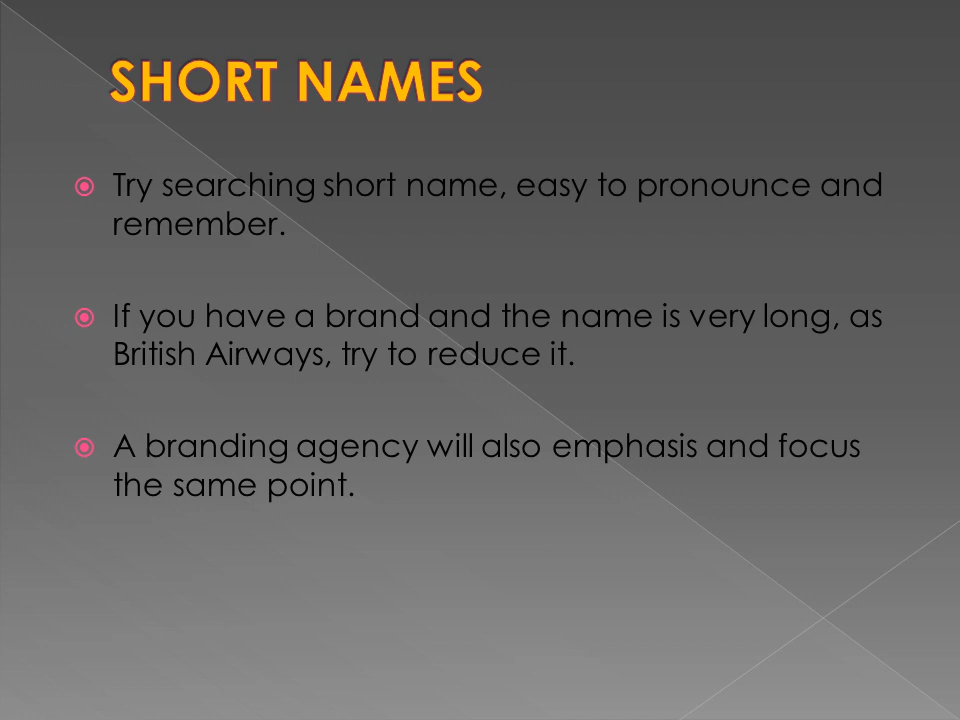 SHORT NAMES
Try searching short name, easy to pronounce and
remember.
If you have a brand and the name is very long, as
British Airways, try to reduce it.
A branding agency will also emphasis and focus
the same point.